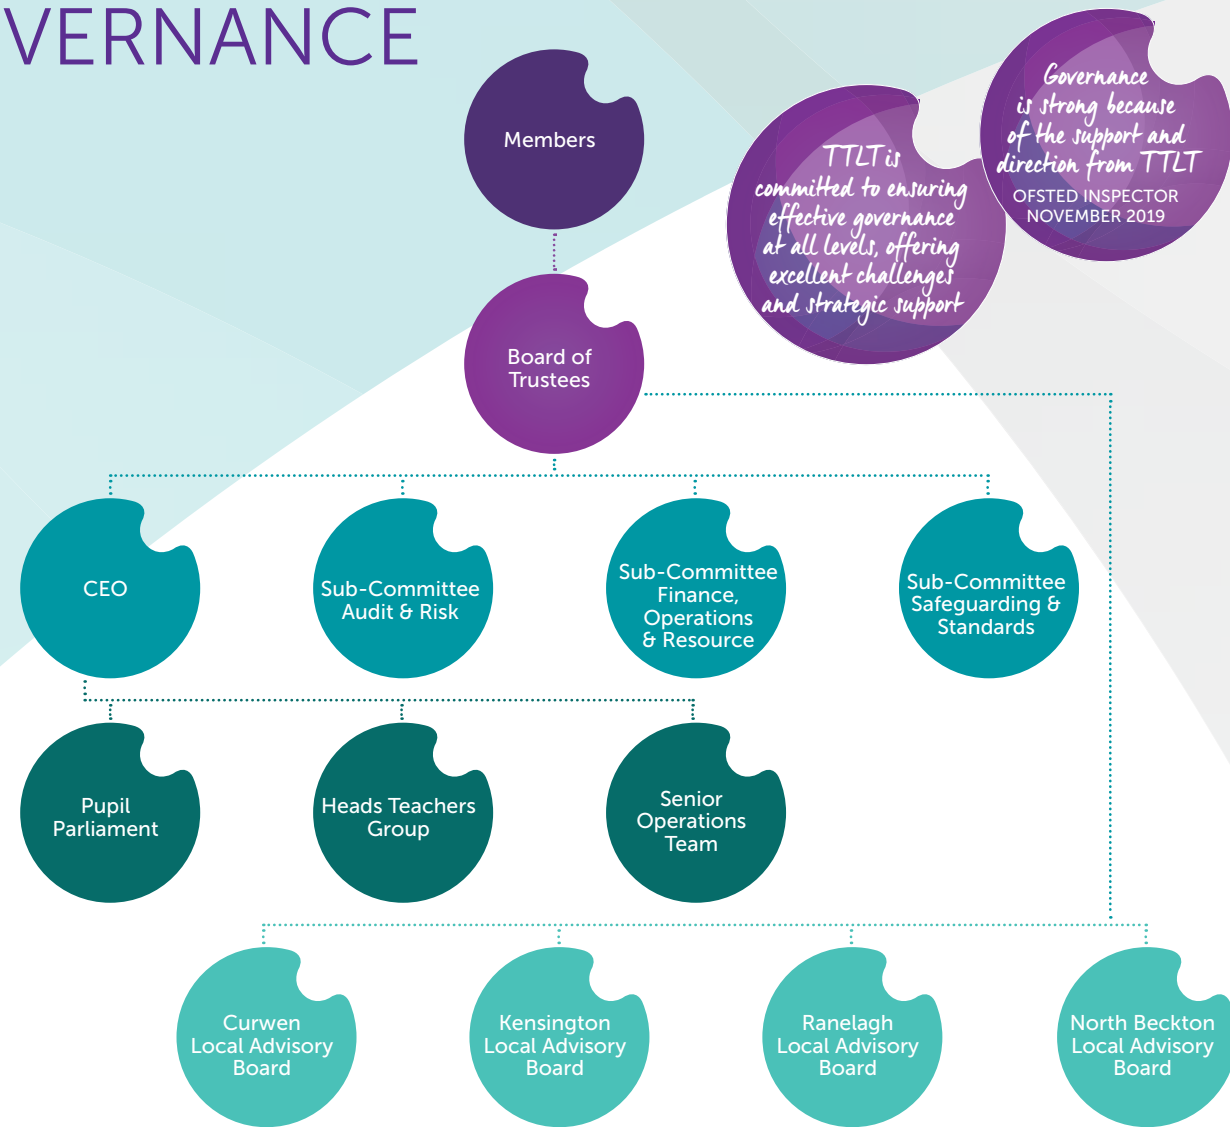 VERNANCE
Members
TTLT is
committed to ensuring
effective governance
at all levels, offering
excellent challenges
and strategic support
Governance
is strong because
of the support and
direction from TTLT
OFSTED INSPECTOR
NOVEMBER 2019
Board of
Trustees
CEO
Sub-Committee
Audit & Risk
Sub-Committee
Finance,
Operations
& Resource
Sub-Committee
Safeguarding &
Standards
Pupil
Parliament
Heads Teachers
Group
Senior
Operations
Team
Curwen
Local Advisory
Board
Kensington
Local Advisory
Board
Ranelagh
Local Advisory
Board
North Beckton
Local Advisory
Board